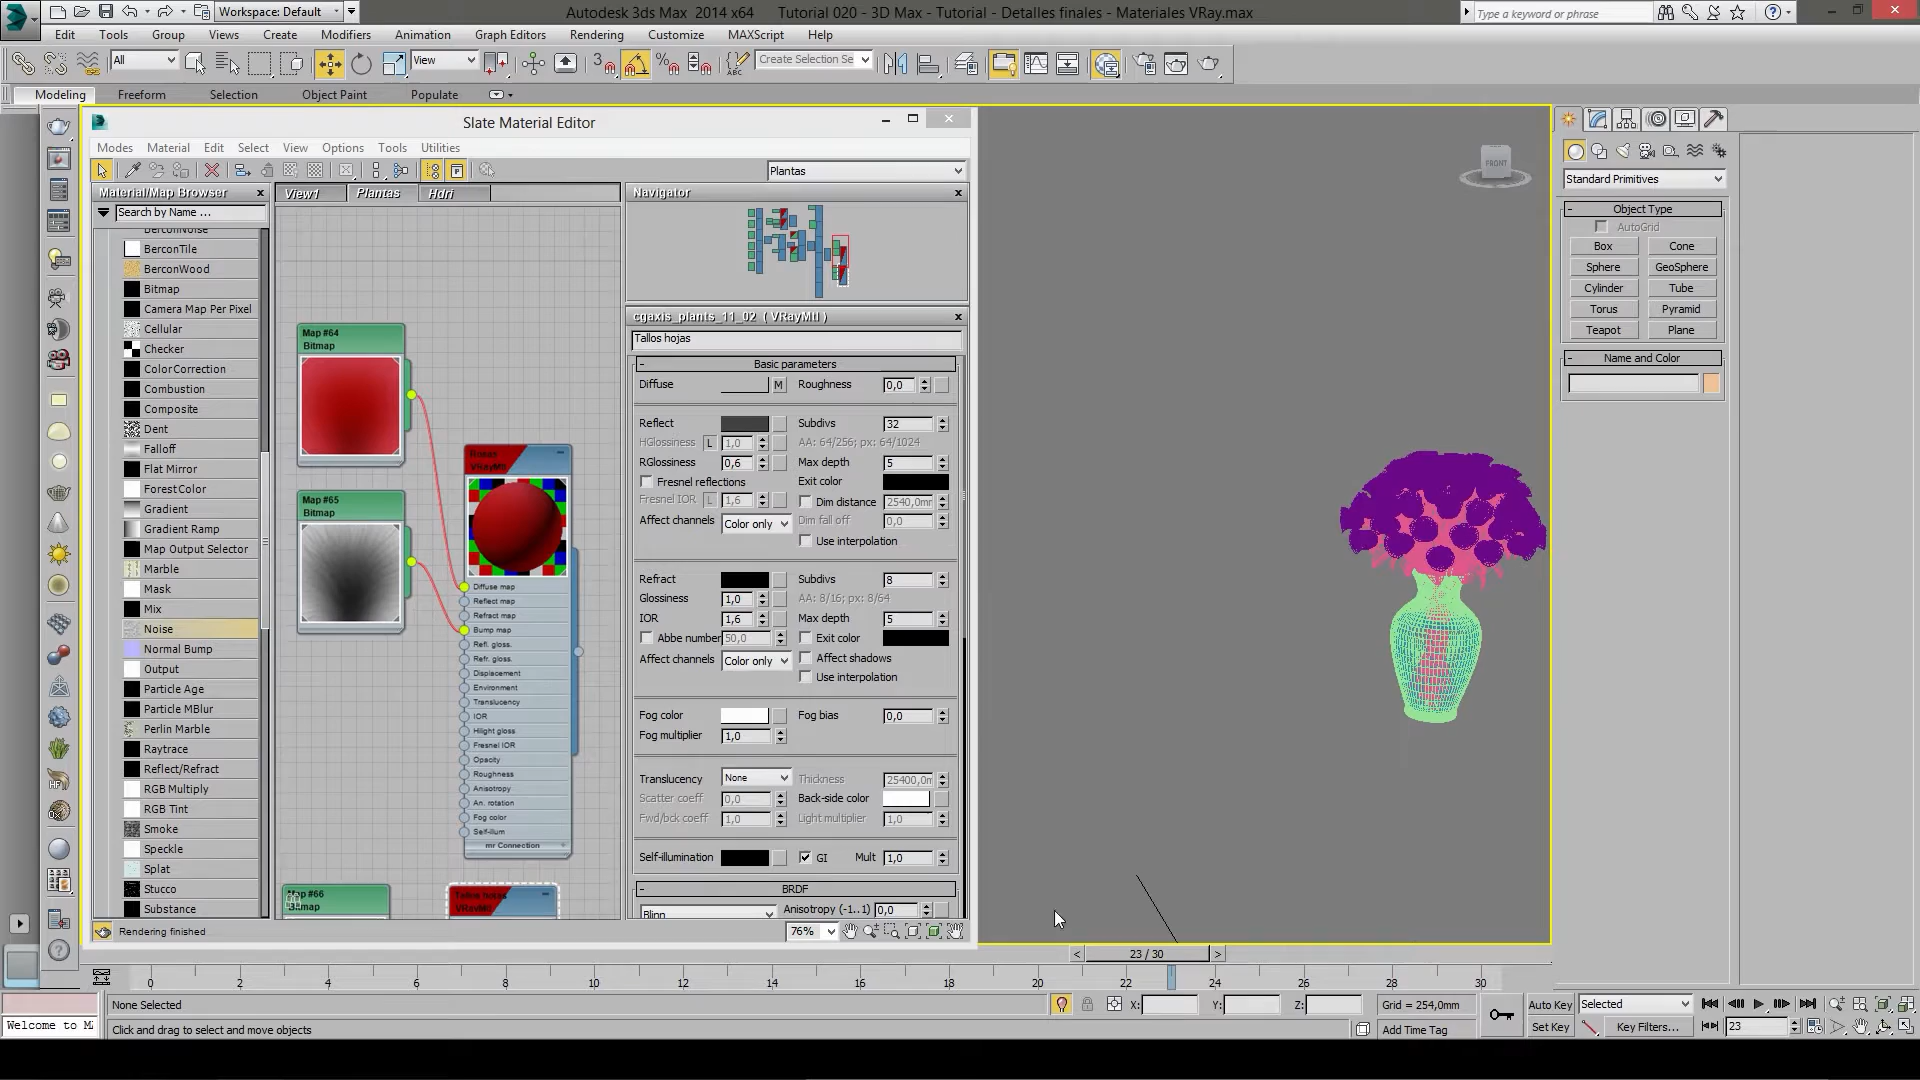 Workspace: Default
Autodesk 3ds Max 2014 x64 Tutorial 020 - 3D Max - Tutorial - Detalles finales - Materiales VRay.max
Type a keyword or phrase
Edit Tools Group Views Create Modifiers Animation Graph Editors Rendering Customize MAXScript Help
All View 3 Create Selection Se
Modeling Freeform Selection Object Paint Populate
Slate Material Editor
Modes Material Edit Select View Options Tools Utilities
Plantas
Material/Map Browser
Search by Name ...
BerconNoise
BerconTile
BerconWood
Bitmap
Camera Map Per Pixel
Cellular
Checker
ColorCorrection
Combustion
Composite
Dent
Falloff
Flat Mirror
ForestColor
Gradient
Gradient Ramp
Map Output Selector
Marble
Mask
Mix
Noise
Normal Bump
Output
Particle Age
Particle MBlur
Perlin Marble
Raytrace
Reflect/Refract
RGB Multiply
RGB Tint
Smoke
Speckle
Splat
Stucco
Substance
View1 Plantas Hdri
Map #64
Bitmap
Map #65
Bitmap
Rosas
VRayMtl
Diffuse map
Reflect map
Refract map
Bump map
Refl. gloss.
Refr. gloss.
Displacement
Environment
Translucency
IOR
Hilight gloss
Fresnel IOR
Opacity
Roughness
Anisotropy
An. rotation
Fog color
Self-illum
mr Connection
Map #66
Bitmap
Tallos hojas
VRayMtl
Navigator
cgaxis_plants_11_02 ( VRayMtl )
Tallos hojas
Basic parameters
Diffuse M Roughness 0,0
Reflect Subdivs 32
HGlossiness L 1,0 AA: 64/256; px: 64/1024
RGlossiness 0,6 Max depth 5
Fresnel reflections Exit color
Fresnel IOR L 1,6 Dim distance 2540,0m
Affect channels Color only Dim fall off 0,0
Use interpolation
Refract Subdivs 8
Glossiness 1,0 AA: 8/16; px: 8/64
IOR 1,6 Max depth 5
Abbe number 50,0 Exit color
Affect channels Color only Affect shadows
Use interpolation
Fog color Fog bias 0,0
Fog multiplier 1,0
Translucency None Thickness 25400,0m
Scatter coeff 0,0 Back-side color
Fwd/bck coeff 1,0 Light multiplier 1,0
Self-illumination GI Mult 1,0
BRDF
Blinn Anisotropy (-1..1) 0,0
Rendering finished
76%
FRONT
Standard Primitives
Object Type
AutoGrid
Box Cone
Sphere GeoSphere
Cylinder Tube
Torus Pyramid
Teapot Plane
Name and Color
< 23 / 30 >
0 2 4 6 8 10 12 14 16 18 20 22 24 26 28 30
None Selected
X: Y: Z: Grid = 254,0mm
Auto Key Selected
Welcome to M
Click and drag to select and move objects
Add Time Tag
Set Key Key Filters... 23